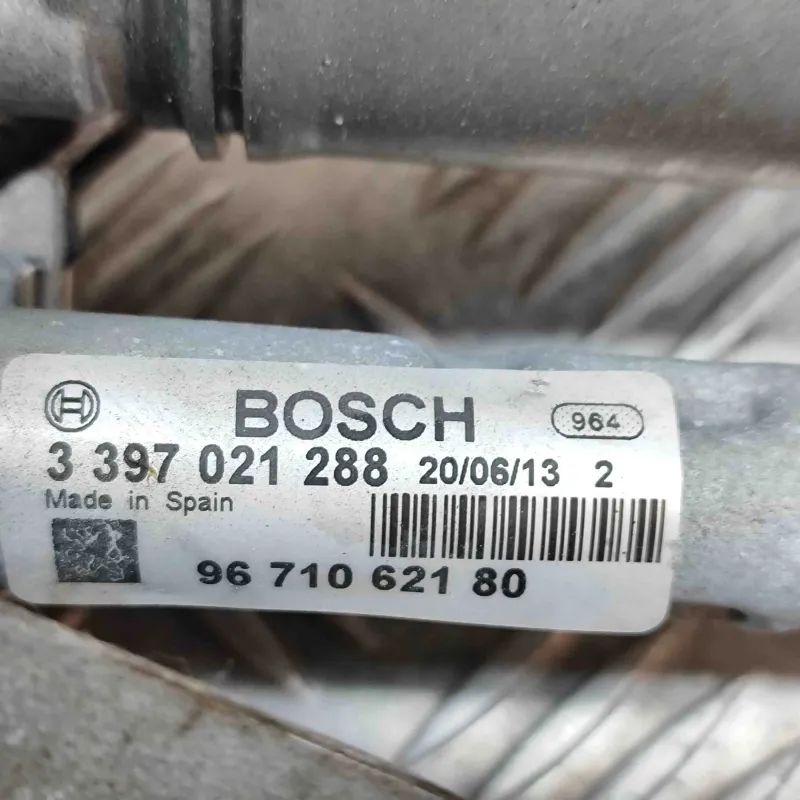 BOSCH 964
3 397 021 288 20/06/13 2
Made in Spain
96 710 621 80